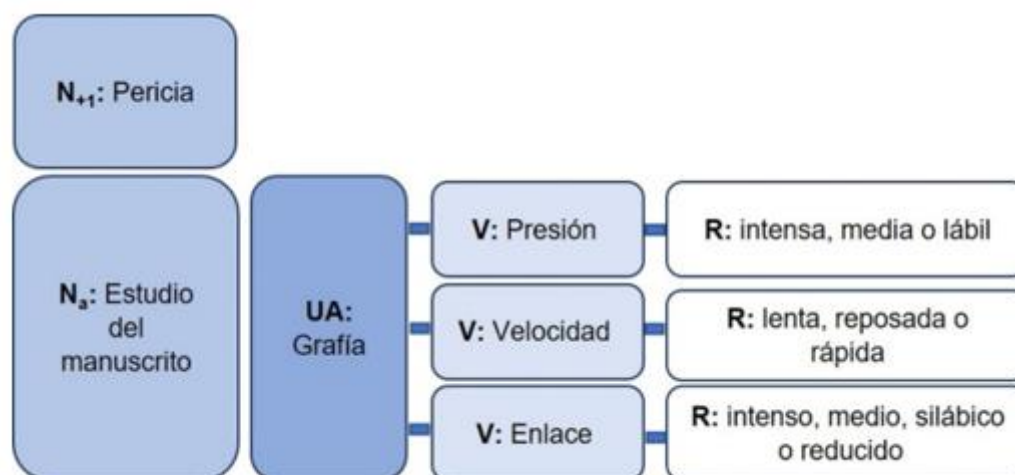 N+1: Pericia
Na: Estudio
del
manuscrito
UA:
Grafía
V: Presión
R: intensa, media o lábil
V: Velocidad
R: lenta, reposada o
rápida
V: Enlace
R: intenso, medio, silábico
o reducido